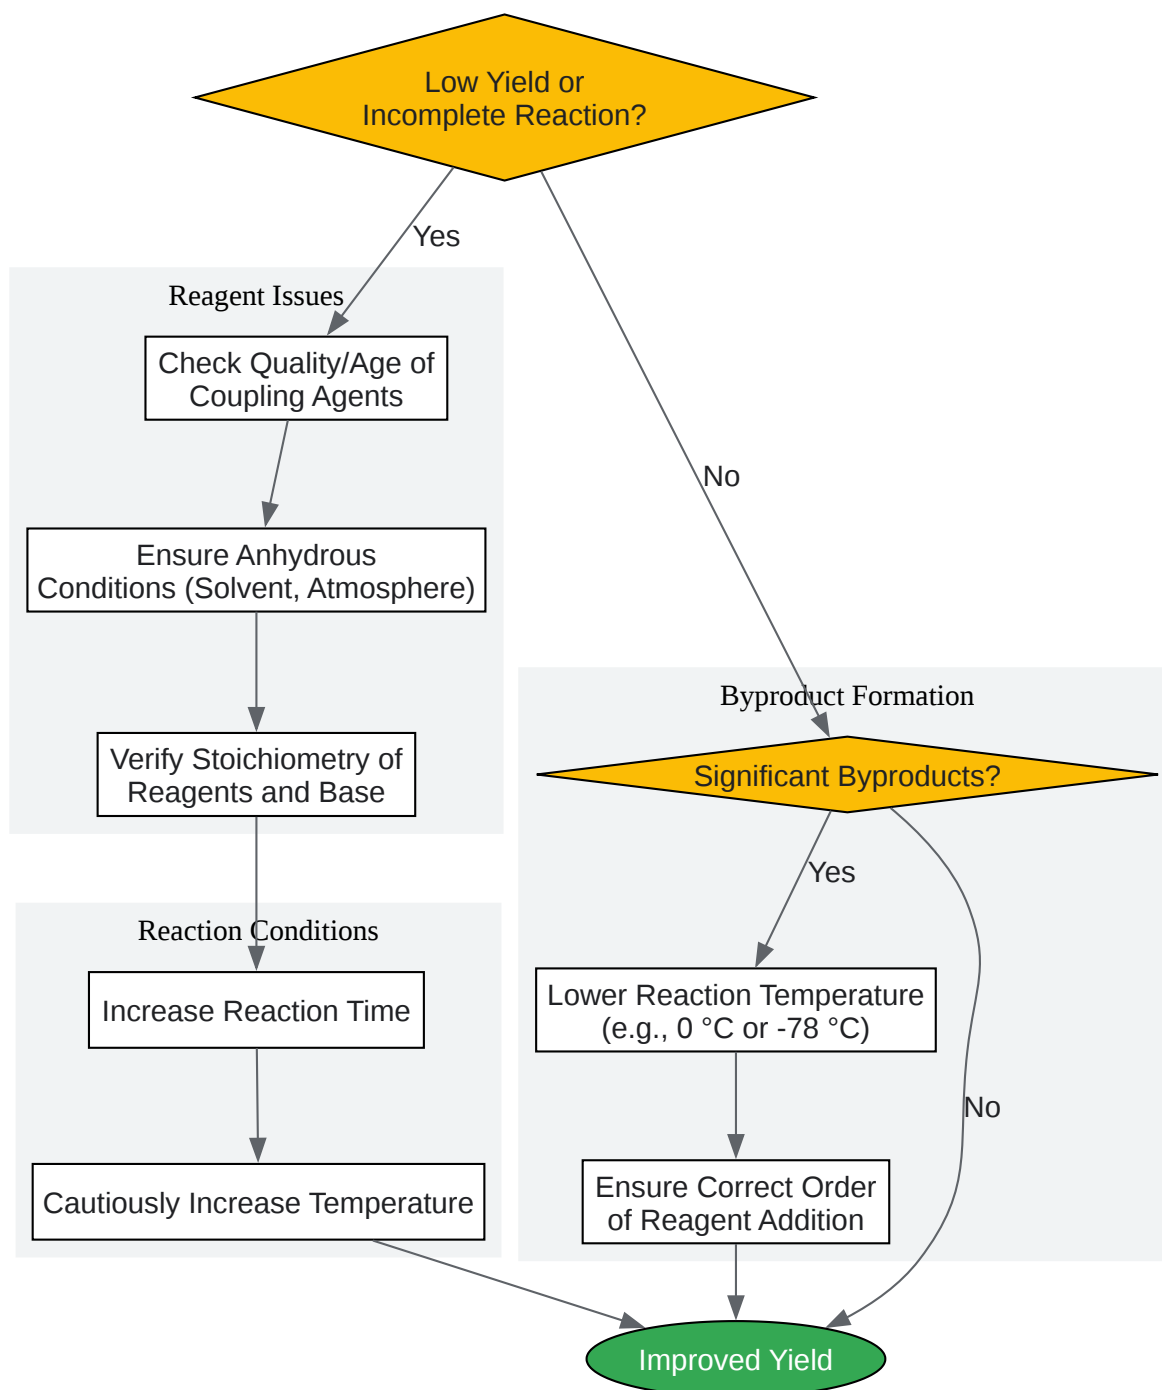 Low Yield or
Incomplete Reaction?
Yes
Reagent Issues
Check Quality/Age of
Coupling Agents
No
Ensure Anhydrous
Conditions (Solvent, Atmosphere)
Byproduct Formation
Verify Stoichiometry of
Reagents and Base
Significant Byproducts?
Yes
Reaction Conditions
Increase Reaction Time
Lower Reaction Temperature
(e.g., 0 °C or -78 °C)
No
Cautiously Increase Temperature
Ensure Correct Order
of Reagent Addition
Improved Yield